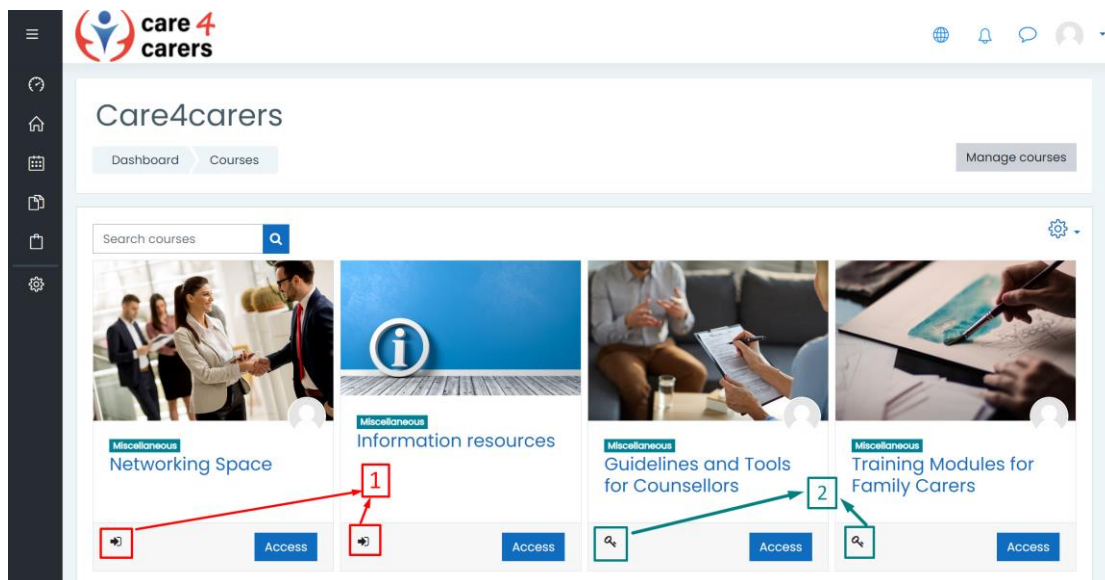 care 4
carers
Care4carers
Dashboard
Courses
Manage courses
Search courses
Miscellaneous
Networking Space
Access
Miscellaneous
Information resources
1
Access
Miscellaneous
Guidelines and Tools
for Counsellors
2
Access
Miscellaneous
Training Modules for
Family Carers
Access